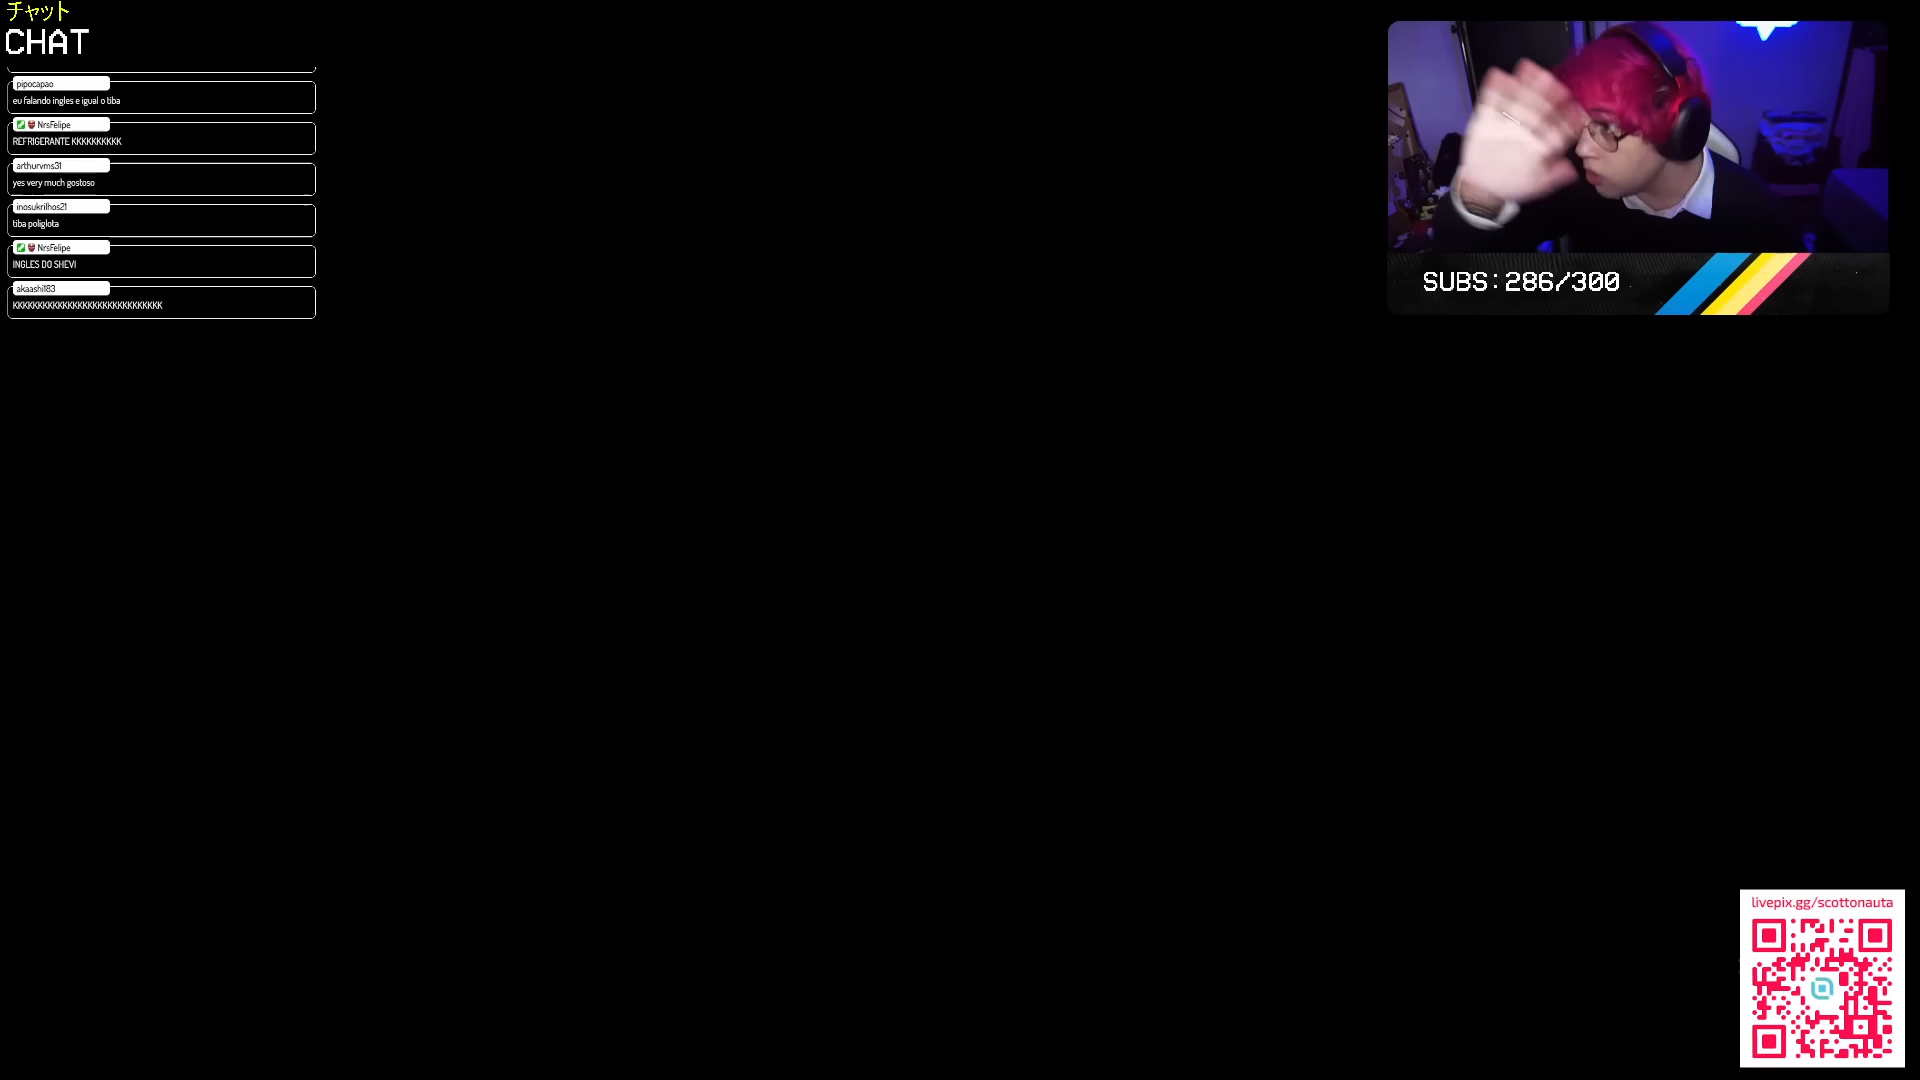 チャット
CHAT
pipocapao
eu falando ingles e igual o tiba
NrsFelipe
REFRIGERANTE KKKKKKKKKK
arthurvms31
yes very much gostoso
inosukrilhos21
tiba poliglota
NrsFelipe
INGLES DO SHEVI
akaashi183
KKKKKKKKKKKKKKKKKKKKKKKKKKKKKK
SUBS:286/300
livepix.gg/scottonauta